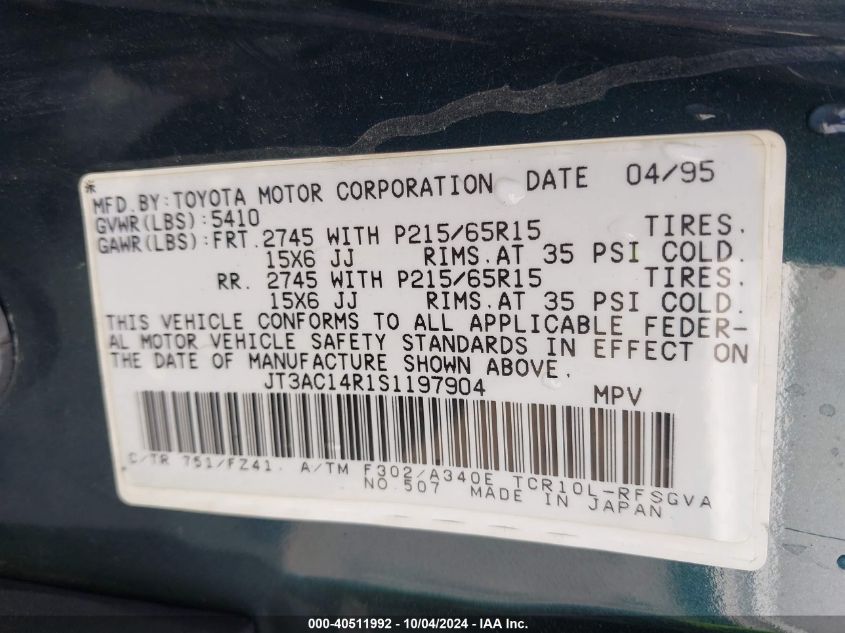 MFD.BY:TOYOTA MOTOR CORPORATION DATE 04/95
GVWR(LBS):5410
GAWR(LBS):FRT.2745 WITH P215/65R15 TIRES.
15X6 JJ RIMS.AT 35 PSI COLD.
RR. 2745 WITH P215/65R15 TIRES.
15X6 JJ RIMS.AT 35 PSI COLD.
THIS VEHICLE CONFORMS TO ALL APPLICABLE FEDER-
AL MOTOR VEHICLE SAFETY STANDARDS IN EFFECT ON
THE DATE OF MANUFACTURE SHOWN ABOVE.
JT3AC14R1S1197904 MPV
C/TR 751/FZ41. A/TM F302/A340E TCR10L-RFSGVA
NO.507 MADE IN JAPAN
000-40511992 - 10/04/2024 - IAA Inc.